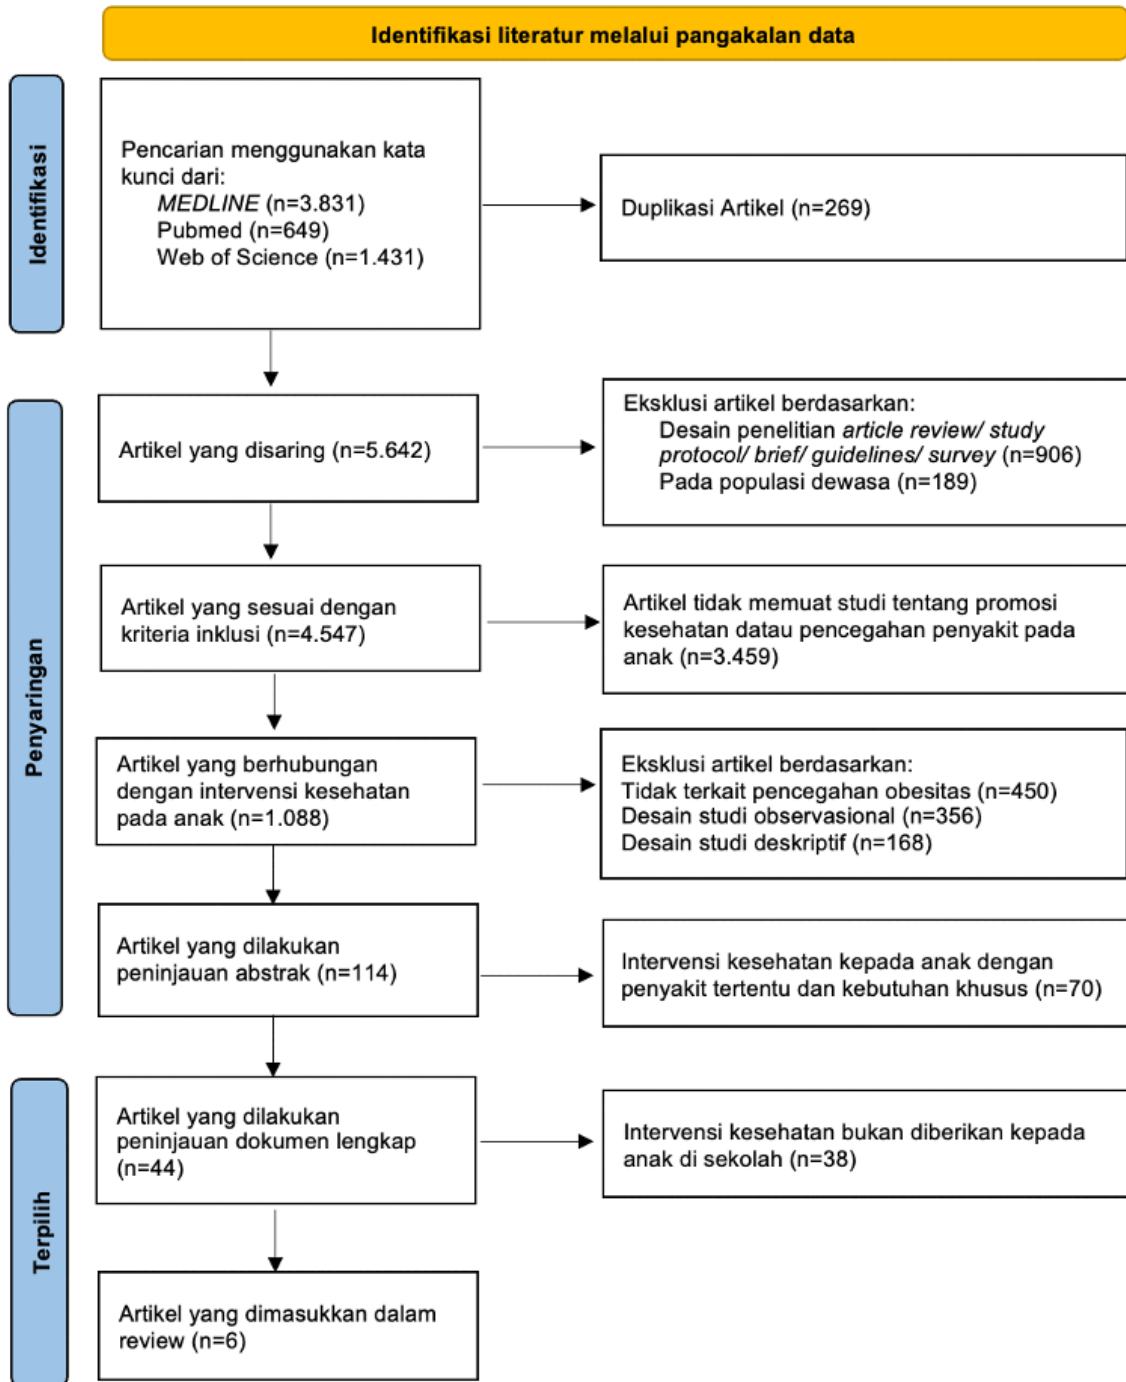 Identifikasi literatur melalui pangakalan data
Identifikasi
Pencarian menggunakan kata
kunci dari:
MEDLINE (n=3.831)
Pubmed (n=649)
Web of Science (n=1.431)
Duplikasi Artikel (n=269)
Penyaringan
Artikel yang disaring (n=5.642)
Eksklusi artikel berdasarkan:
Desain penelitian article review/ study
protocol/ brief/ guidelines/ survey (n=906)
Pada populasi dewasa (n=189)
Artikel yang sesuai dengan
kriteria inklusi (n=4.547)
Artikel tidak memuat studi tentang promosi
kesehatan datau pencegahan penyakit pada
anak (n=3.459)
Artikel yang berhubungan
dengan intervensi kesehatan
pada anak (n=1.088)
Eksklusi artikel berdasarkan:
Tidak terkait pencegahan obesitas (n=450)
Desain studi observasional (n=356)
Desain studi deskriptif (n=168)
Artikel yang dilakukan
peninjauan abstrak (n=114)
Intervensi kesehatan kepada anak dengan
penyakit tertentu dan kebutuhan khusus (n=70)
Terpilih
Artikel yang dilakukan
peninjauan dokumen lengkap
(n=44)
Intervensi kesehatan bukan diberikan kepada
anak di sekolah (n=38)
Artikel yang dimasukkan dalam
review (n=6)